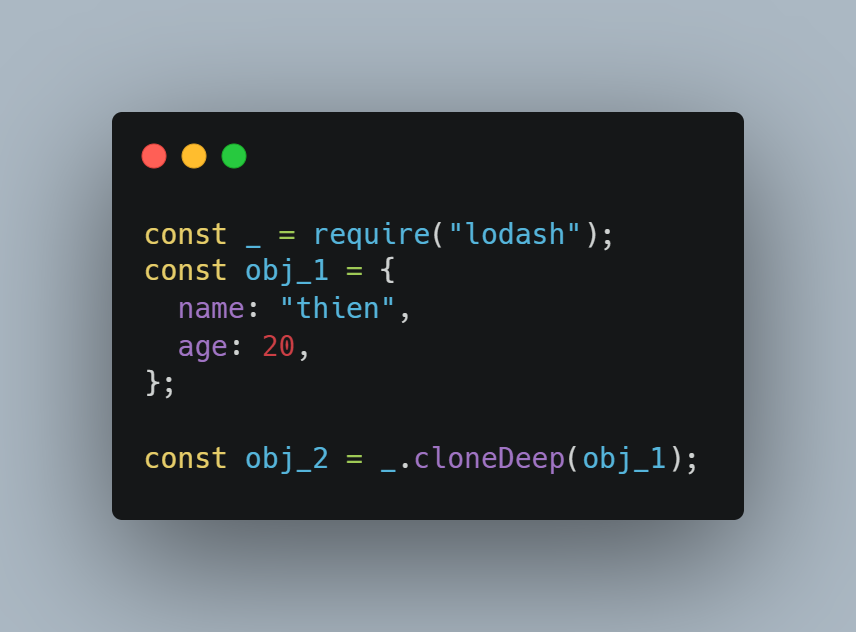 const _ = require("lodash");
const obj_1 = {
  name: "thien",
  age: 20,
};
const obj_2 = _.cloneDeep(obj_1);